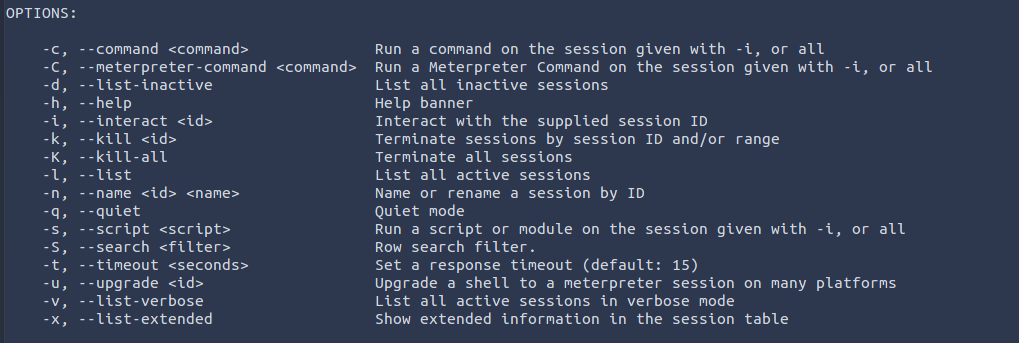 OPTIONS:
-c, --command <command> Run a command on the session given with -i, or all
-C, --meterpreter-command <command> Run a Meterpreter Command on the session given with -i, or all
-d, --list-inactive List all inactive sessions
-h, --help Help banner
-i, --interact <id> Interact with the supplied session ID
-k, --kill <id> Terminate sessions by session ID and/or range
-K, --kill-all Terminate all sessions
-l, --list List all active sessions
-n, --name <id> <name> Name or rename a session by ID
-q, --quiet Quiet mode
-s, --script <script> Run a script or module on the session given with -i, or all
-S, --search <filter> Row search filter.
-t, --timeout <seconds> Set a response timeout (default: 15)
-u, --upgrade <id> Upgrade a shell to a meterpreter session on many platforms
-v, --list-verbose List all active sessions in verbose mode
-x, --list-extended Show extended information in the session table